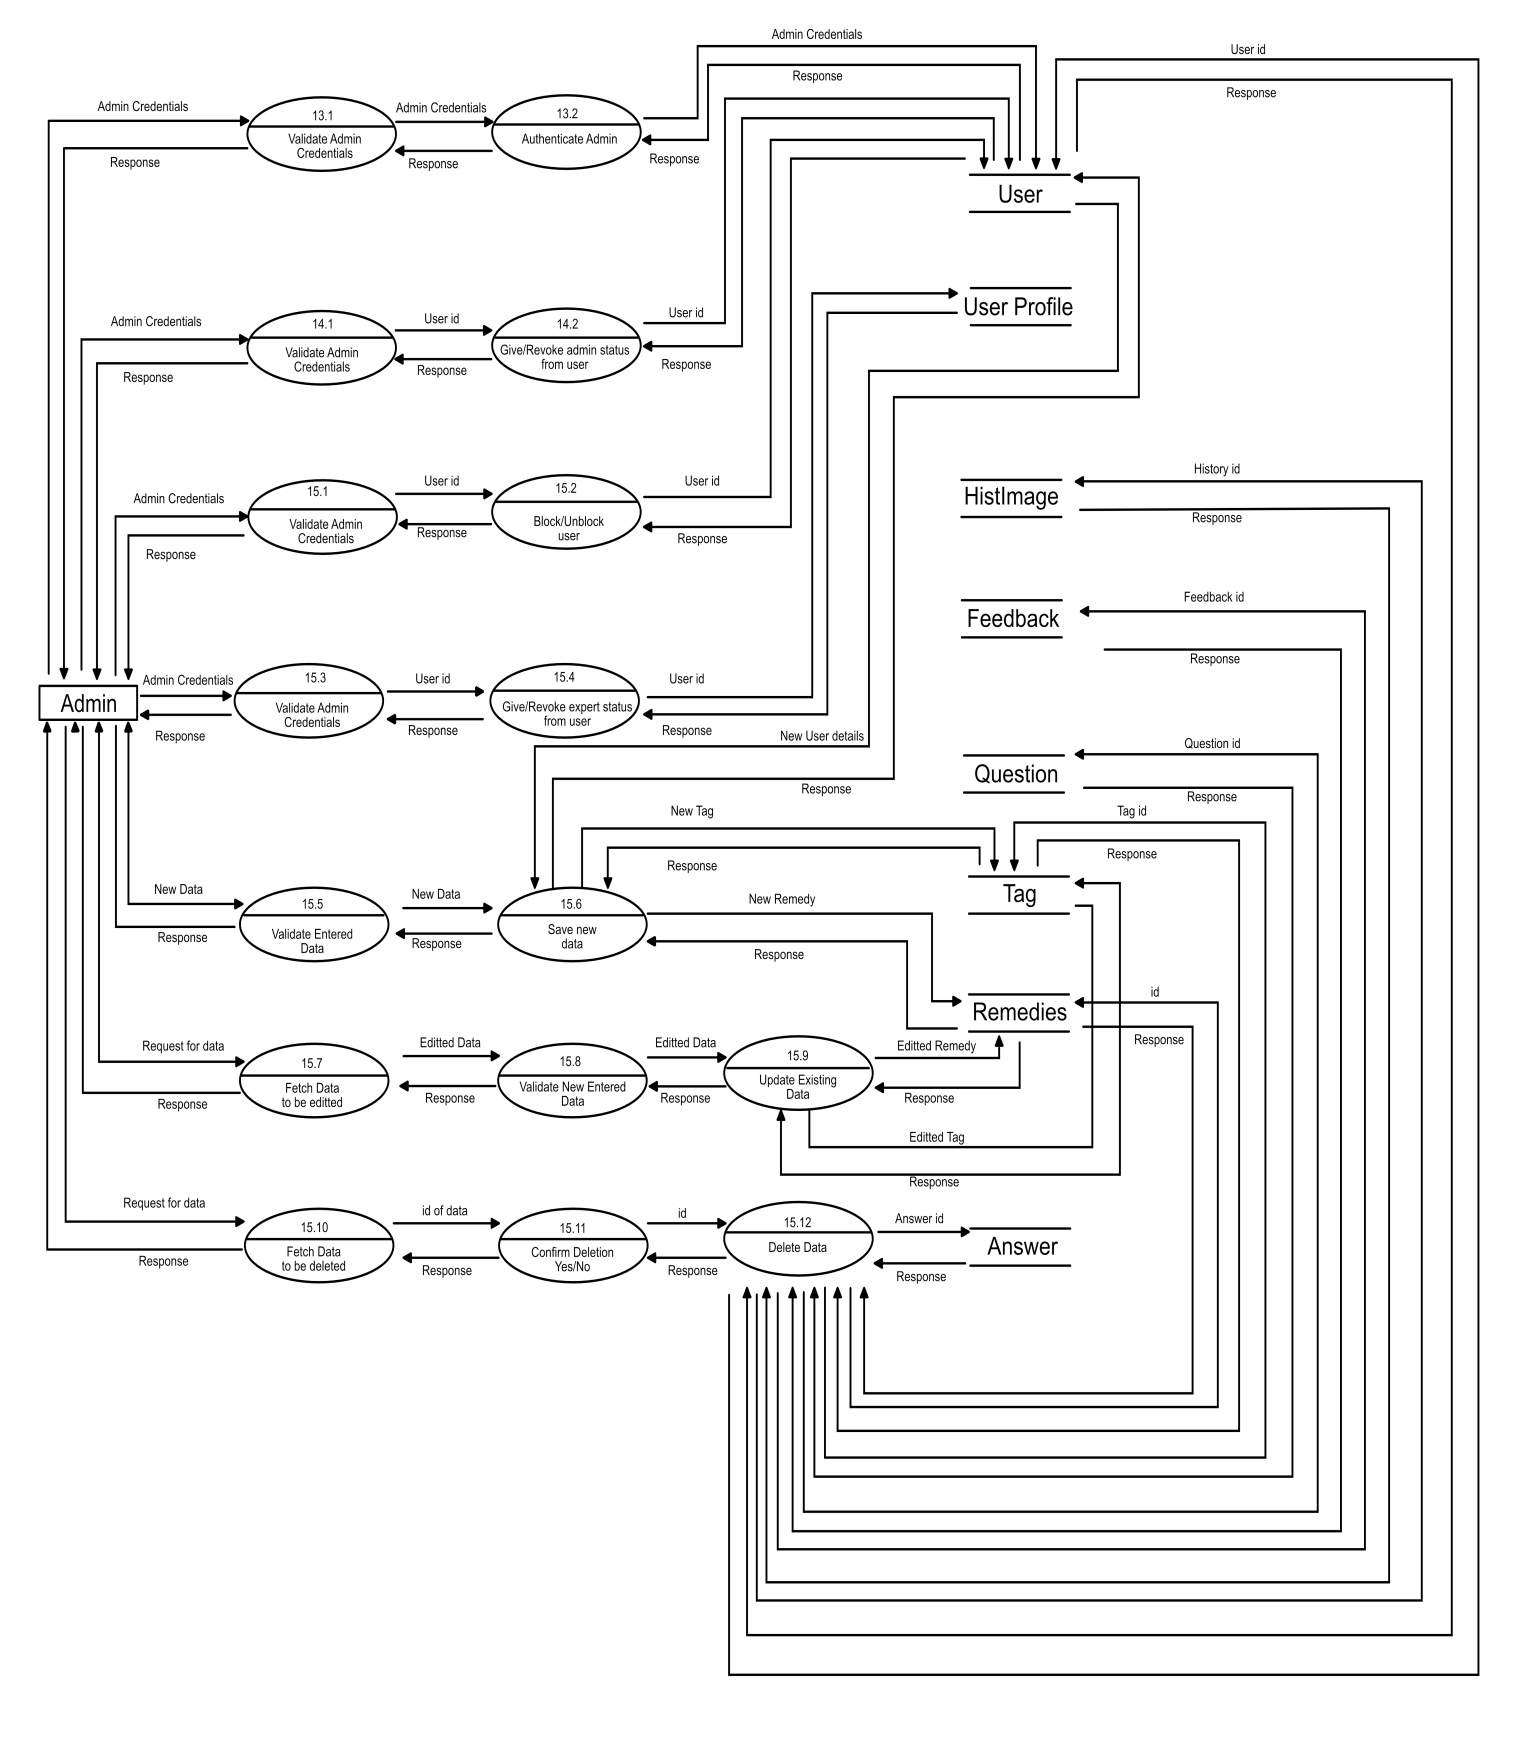 Admin Credentials
User id
Response
Response
Admin Credentials
13.1
Validate Admin
Credentials
Admin Credentials
13.2
Authenticate Admin
Response
Response
Response
User
User Profile
Admin Credentials
14.1
Validate Admin
Credentials
User id
14.2
Give/Revoke admin status
from user
User id
Response
Response
Response
Admin Credentials
15.1
Validate Admin
Credentials
User id
15.2
Block/Unblock
user
User id
Response
Response
Response
History id
HistImage
Response
Feedback id
Feedback
Response
Admin
Admin Credentials
15.3
Validate Admin
Credentials
User id
15.4
Give/Revoke expert status
from user
User id
Response
Response
Response
New User details
Response
Question id
Question
Response
New Tag
Response
Tag id
Response
Tag
New Data
15.5
Validate Entered
Data
New Data
15.6
Save new
data
New Remedy
Response
Response
Response
id
Remedies
Response
Request for data
15.7
Fetch Data
to be editted
Editted Data
15.8
Validate New Entered
Data
Editted Data
15.9
Update Existing
Data
Editted Remedy
Response
Response
Response
Response
Editted Tag
Response
Request for data
15.10
Fetch Data
to be deleted
id of data
15.11
Confirm Deletion
Yes/No
id
15.12
Delete Data
Answer id
Answer
Response
Response
Response
Response